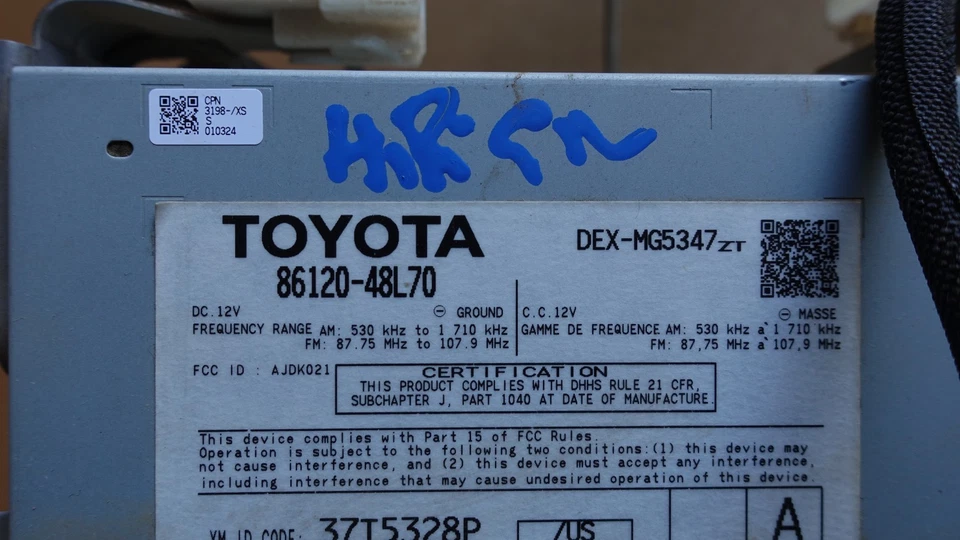 CPN
3198-/XS
S
010324
TOYOTA
86120-48L70
DEX-MG5347ZT
DC.12V ⊖ GROUND
FREQUENCY RANGE AM: 530 kHz to 1 710 kHz
FM: 87.75 MHz to 107.9 MHz
C.C.12V ⊖ MASSE
GAMME DE FREQUENCE AM: 530 kHz a` 1 710 kHz
FM: 87,75 MHz a` 107,9 MHz
FCC ID : AJDK021
CERTIFICATION
THIS PRODUCT COMPLIES WITH DHHS RULE 21 CFR,
SUBCHAPTER J, PART 1040 AT DATE OF MANUFACTURE.
This device complies with Part 15 of FCC Rules.
Operation is subject to the following two conditions:(1) this device may
not cause interference, and (2) this device must accept any interference,
including interference that may cause undesired operation of this device.
ID CODE: 37T5328P
/US
A